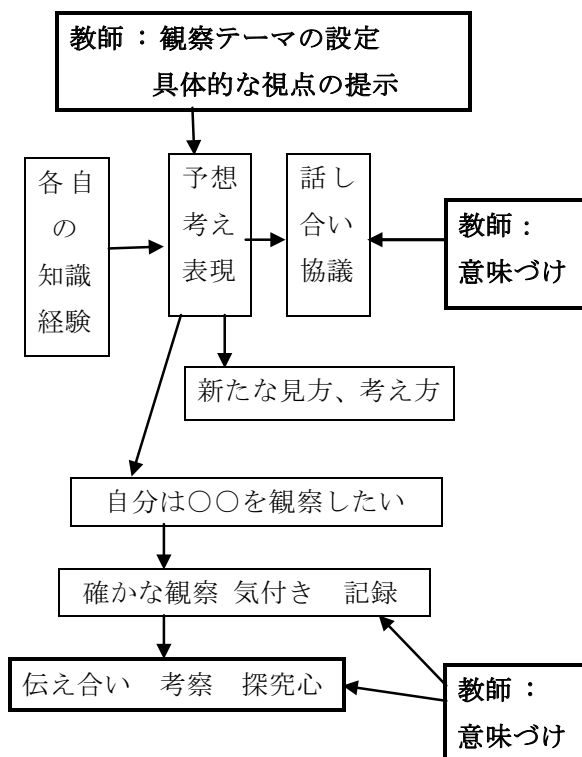 教師：観察テーマの設定
具体的な視点の提示
各自
の
知識
経験
予想
考え
表現
話し
合い
協議
教師：
意味づけ
新たな見方、考え方
自分は〇〇を観察したい
確かな観察 気付き　記録
伝え合い　考察　探究心
教師：
意味づけ